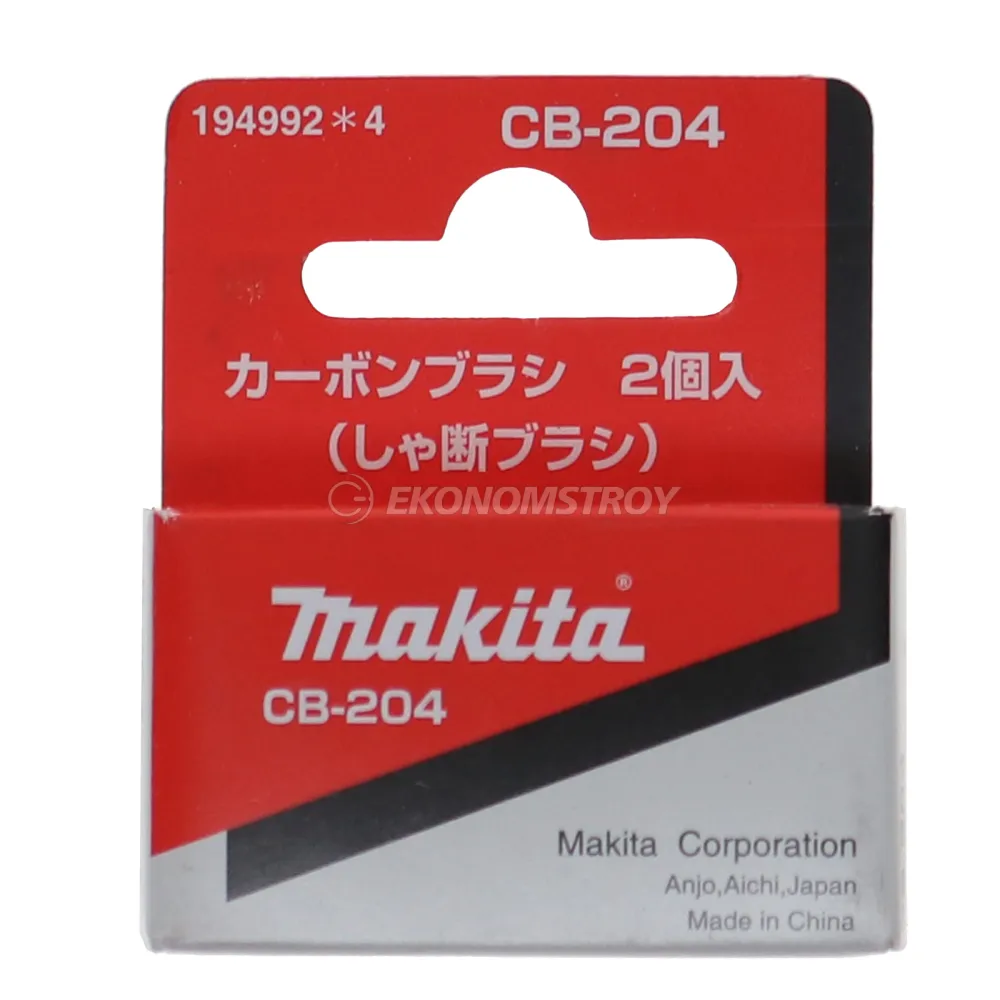 194992＊4 CB-204
カーボンブラシ 2個入
（しゃ断ブラシ）
EKONOMSTROY
makita®
CB-204
Makita Corporation
Anjo,Aichi,Japan
Made in China